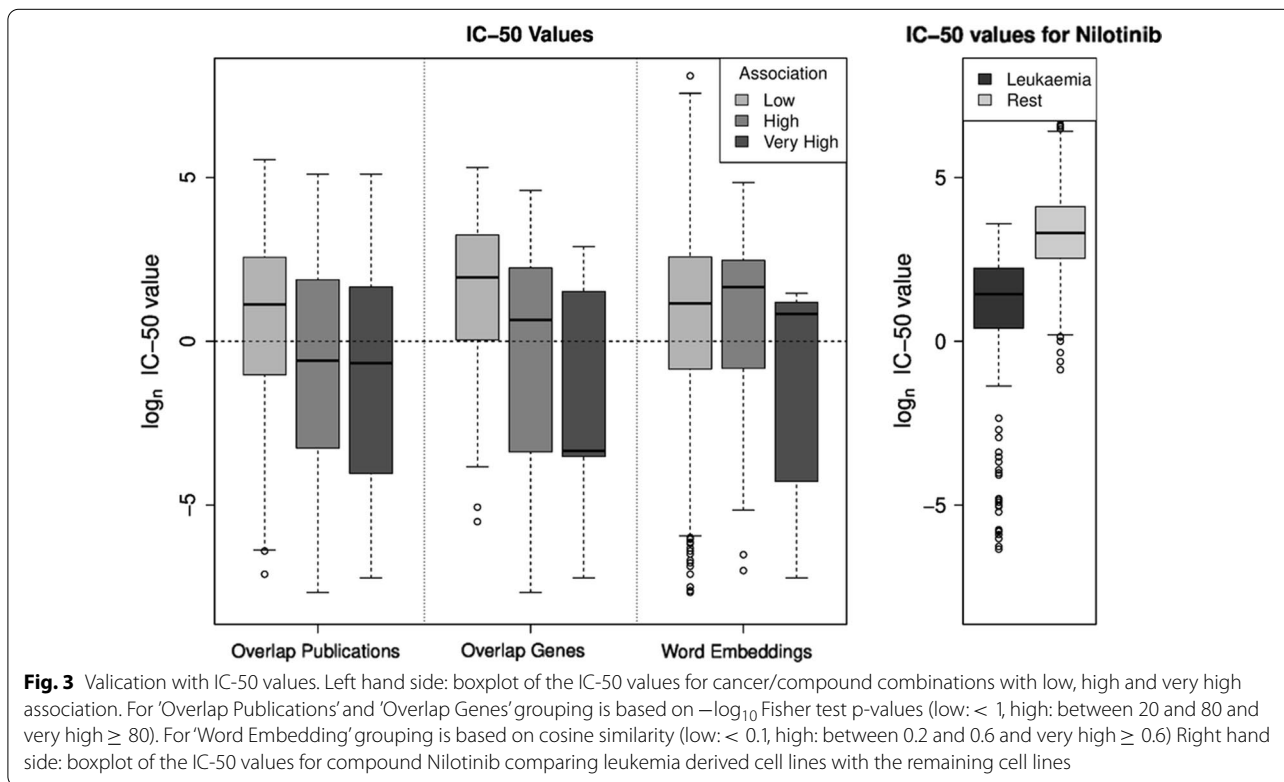 IC−50 Values
Association
Low
High
Very High
log_n IC−50 value
5
0
−5
Overlap Publications
Overlap Genes
Word Embeddings
IC−50 values for Nilotinib
Leukaemia
Rest
log_n IC−50 value
5
0
−5
Fig. 3 Valication with IC-50 values. Left hand side: boxplot of the IC-50 values for cancer/compound combinations with low, high and very high
association. For 'Overlap Publications' and 'Overlap Genes' grouping is based on −log10 Fisher test p-values (low: < 1, high: between 20 and 80 and
very high ≥ 80). For 'Word Embedding' grouping is based on cosine similarity (low: < 0.1, high: between 0.2 and 0.6 and very high ≥ 0.6) Right hand
side: boxplot of the IC-50 values for compound Nilotinib comparing leukemia derived cell lines with the remaining cell lines